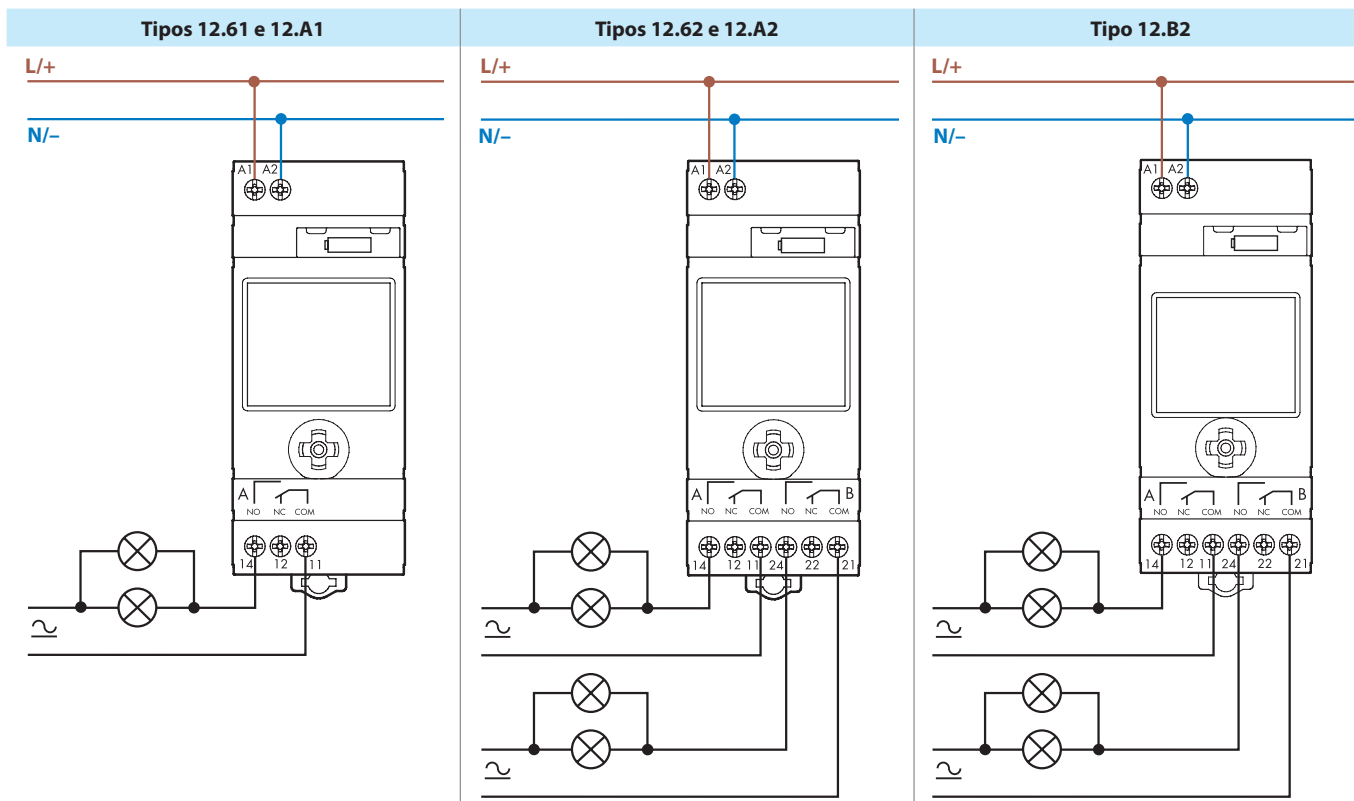 Tipos 12.61 e 12.A1
L/+
N/–
A1 A2
A
NO NC COM
14 12 11
Tipos 12.62 e 12.A2
L/+
N/–
A1 A2
A B
NO NC COM NO NC COM
14 12 11 24 22 21
Tipo 12.B2
L/+
N/–
A1 A2
A B
NO NC COM NO NC COM
14 12 11 24 22 21